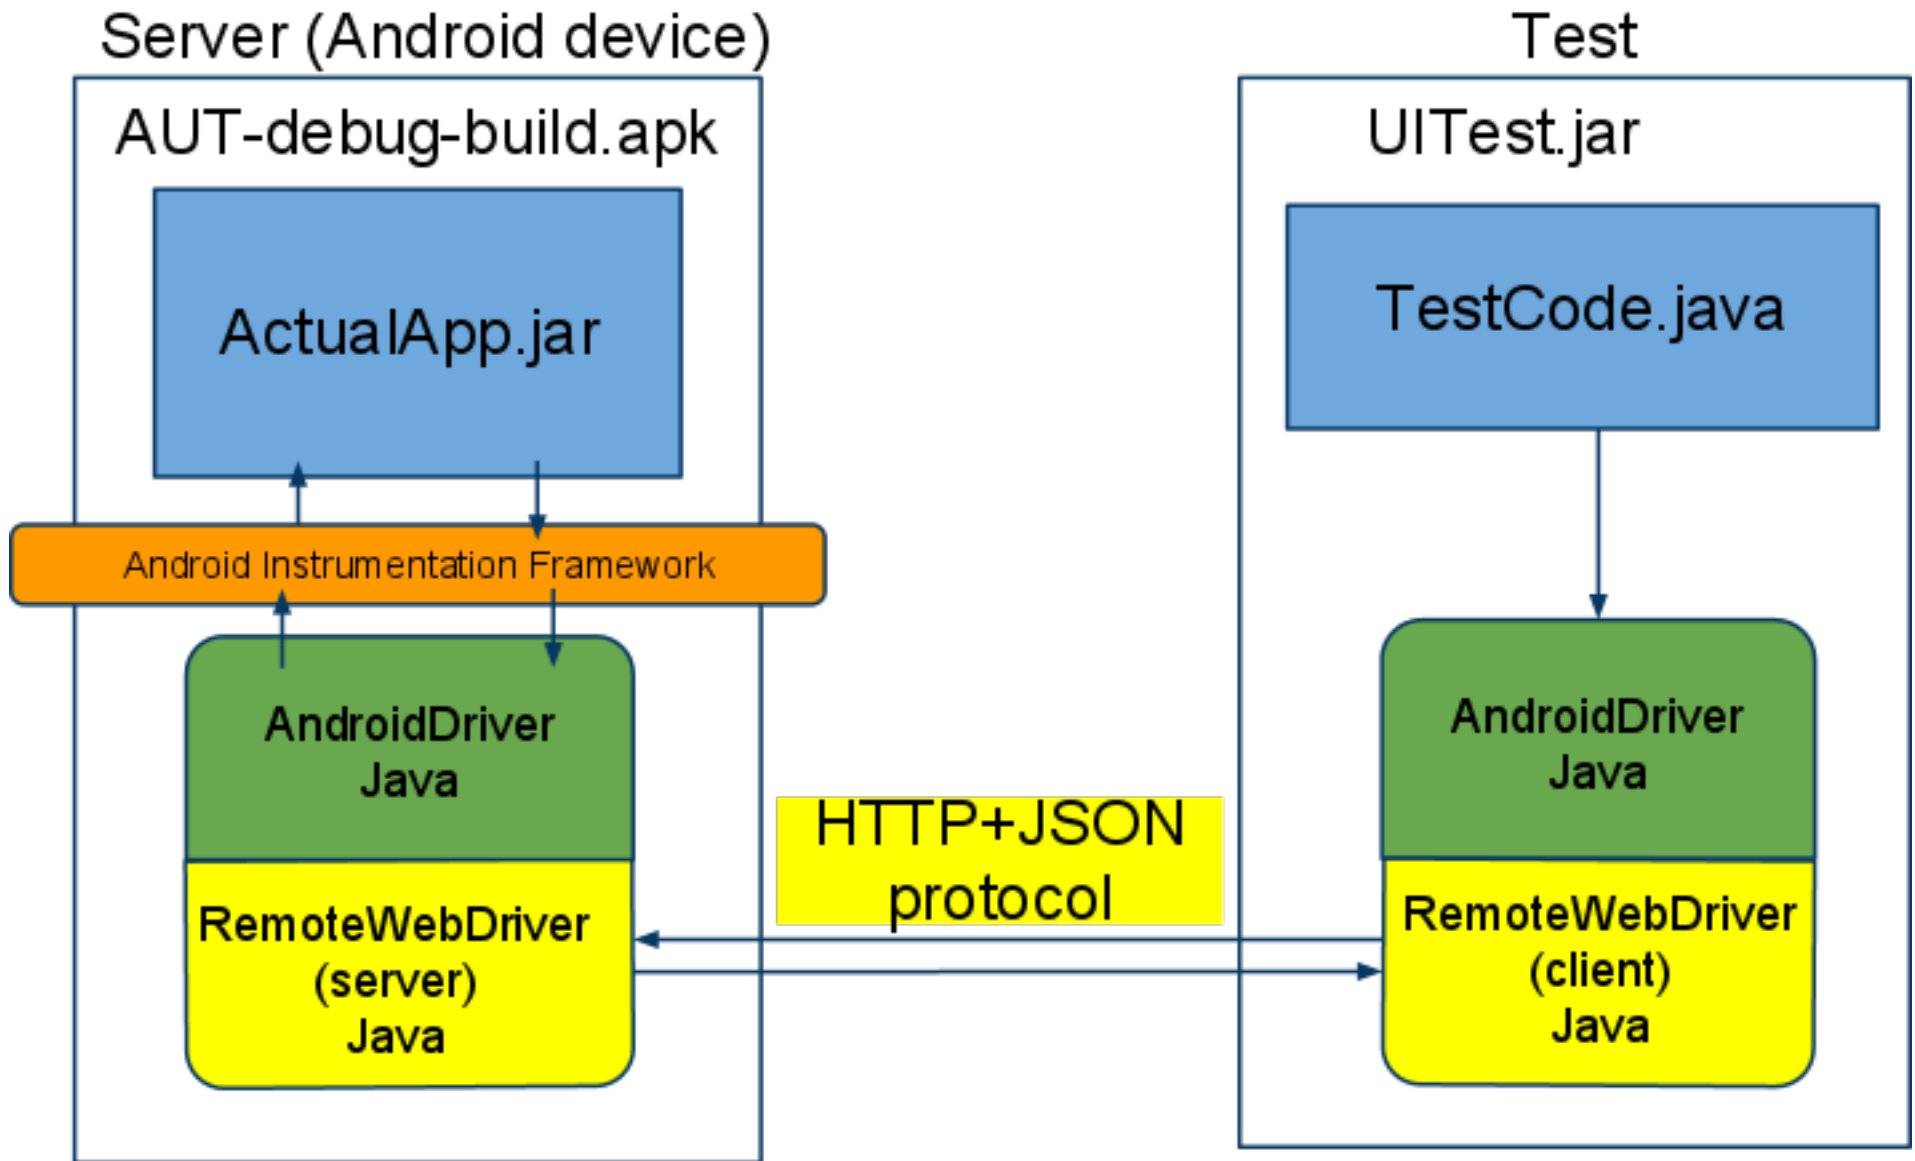 Server (Android device)
AUT-debug-build.apk
ActualApp.jar
Android Instrumentation Framework
AndroidDriver
Java
RemoteWebDriver
(server)
Java
HTTP+JSON
protocol
Test
UITest.jar
TestCode.java
AndroidDriver
Java
RemoteWebDriver
(client)
Java